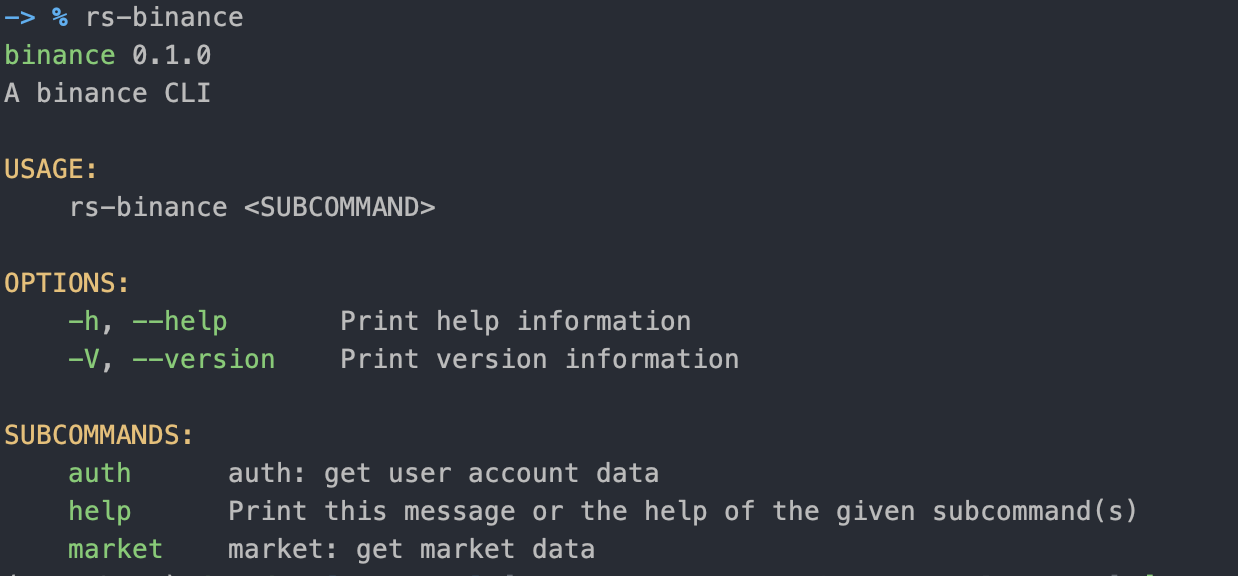 -> % rs-binance
binance 0.1.0
A binance CLI
USAGE:
rs-binance <SUBCOMMAND>
OPTIONS:
-h, --help Print help information
-V, --version Print version information
SUBCOMMANDS:
auth auth: get user account data
help Print this message or the help of the given subcommand(s)
market market: get market data